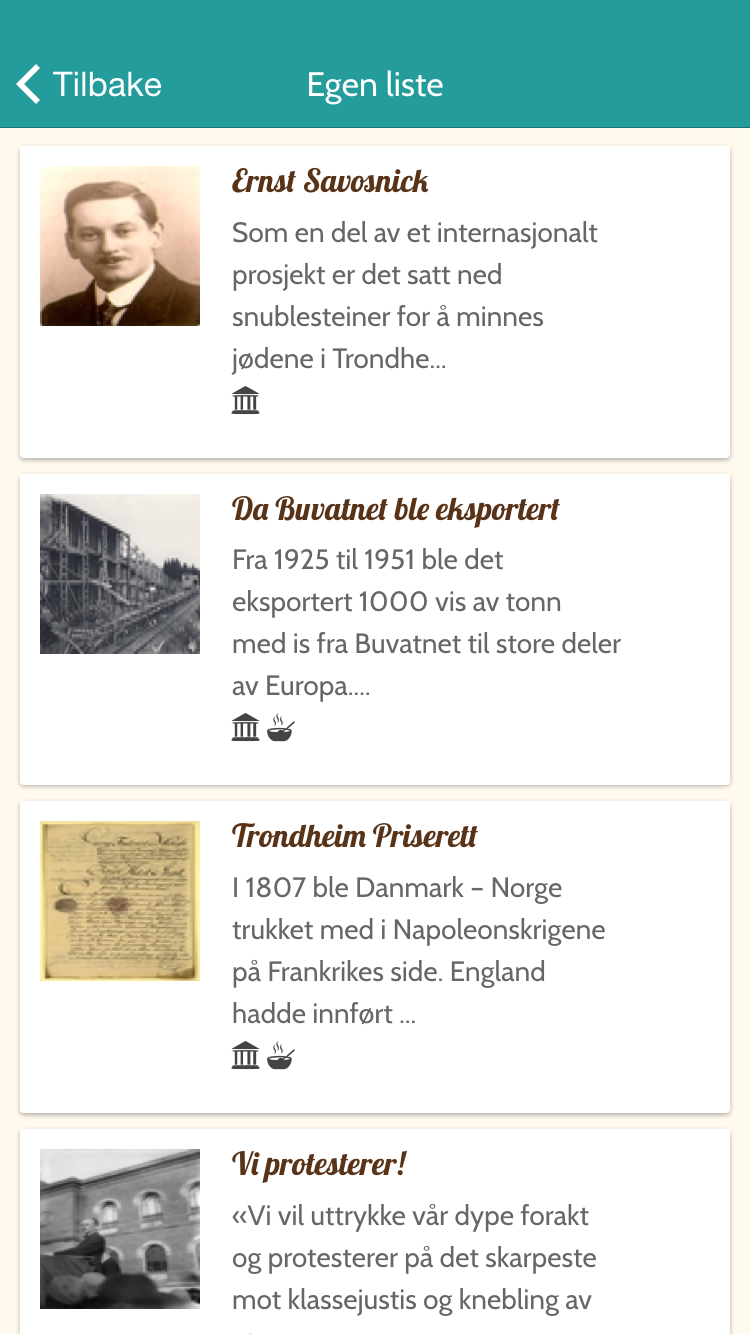 Tilbake
Egen liste
Ernst Savosnick
Som en del av et internasjonalt
prosjekt er det satt ned
snublesteiner for å minnes
jødene i Trondhe...
Da Buvatnet ble eksportert
Fra 1925 til 1951 ble det
eksportert 1000 vis av tonn
med is fra Buvatnet til store deler
av Europa....
Trondheim Priserett
I 1807 ble Danmark – Norge
trukket med i Napoleonskrigene
på Frankrikes side. England
hadde innført ...
Vi protesterer!
«Vi vil uttrykke vår dype forakt
og protesterer på det skarpeste
mot klassejustis og knebling av